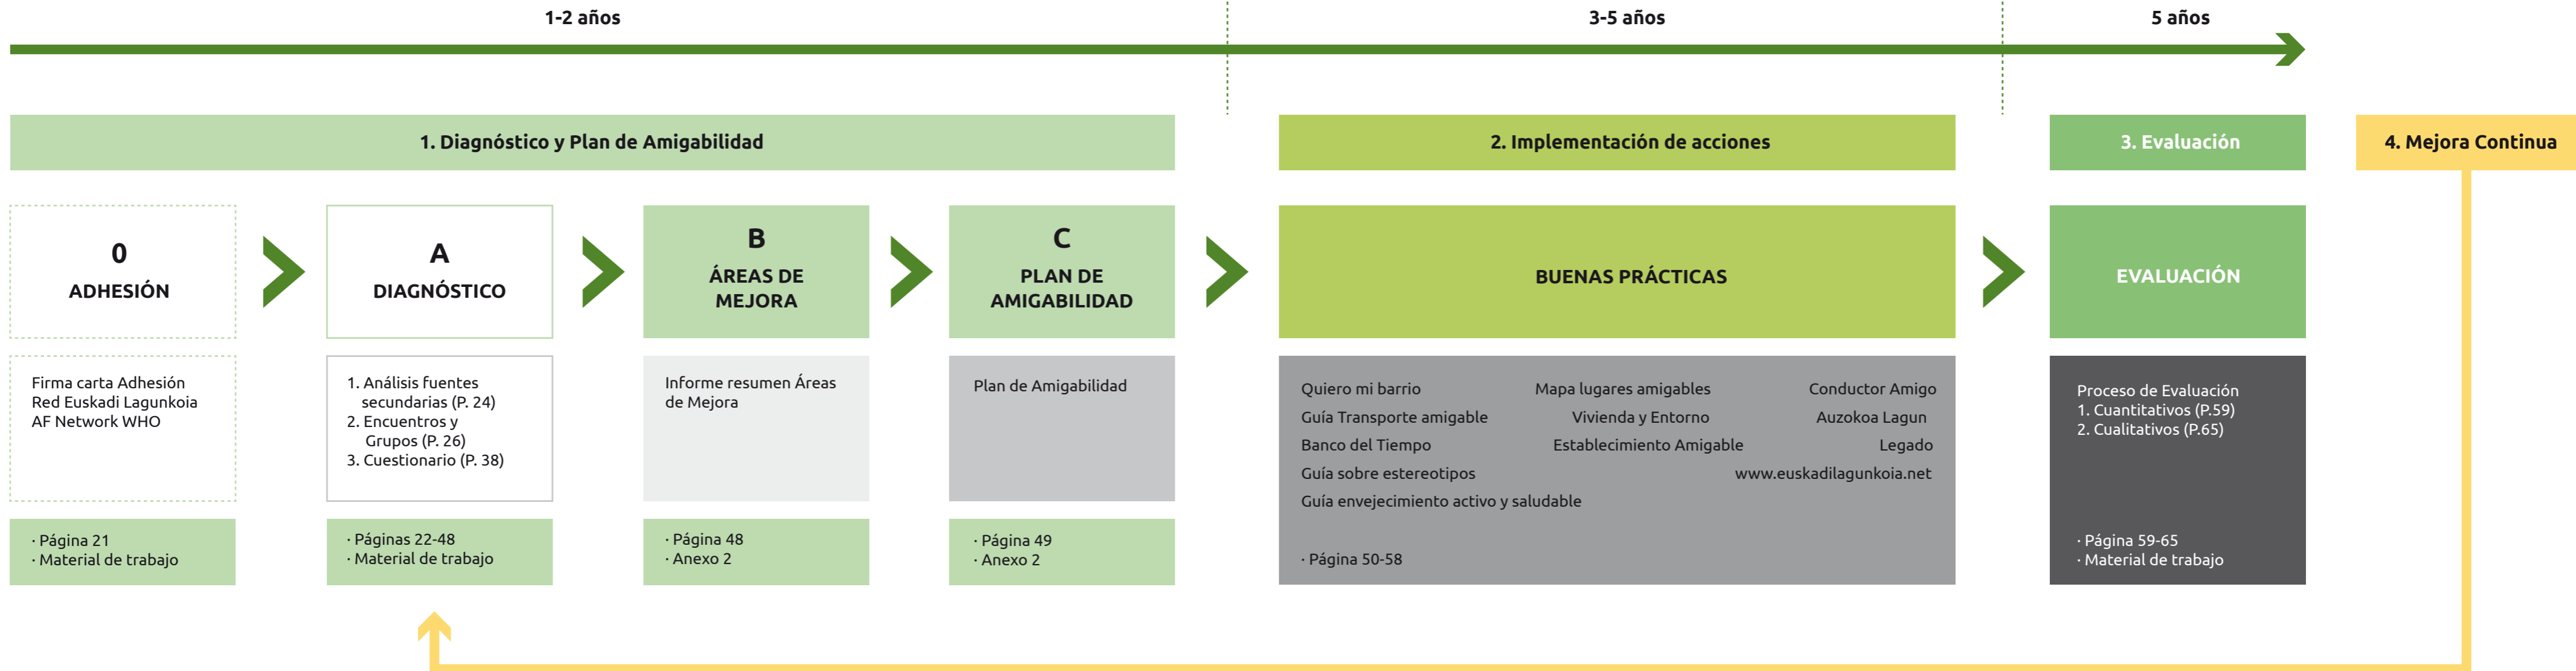 1-2 años
3-5 años
5 años
1. Diagnóstico y Plan de Amigabilidad
2. Implementación de acciones
3. Evaluación
4. Mejora Continua
0
ADHESIÓN
A
DIAGNÓSTICO
B
ÁREAS DE
MEJORA
C
PLAN DE
AMIGABILIDAD
BUENAS PRÁCTICAS
EVALUACIÓN
Firma carta Adhesión
Red Euskadi Lagunkoia
AF Network WHO
1. Análisis fuentes
secundarias (P. 24)
2. Encuentros y
Grupos (P. 26)
3. Cuestionario (P. 38)
Informe resumen Áreas
de Mejora
Plan de Amigabilidad
Quiero mi barrio
Mapa lugares amigables
Conductor Amigo
Guía Transporte amigable
Vivienda y Entorno
Auzokoa Lagun
Banco del Tiempo
Establecimiento Amigable
Legado
Guía sobre estereotipos
www.euskadilagunkoia.net
Guía envejecimiento activo y saludable
· Página 50-58
Proceso de Evaluación
1. Cuantitativos (P.59)
2. Cualitativos (P.65)
· Página 59-65
· Material de trabajo
· Página 21
· Material de trabajo
· Páginas 22-48
· Material de trabajo
· Página 48
· Anexo 2
· Página 49
· Anexo 2